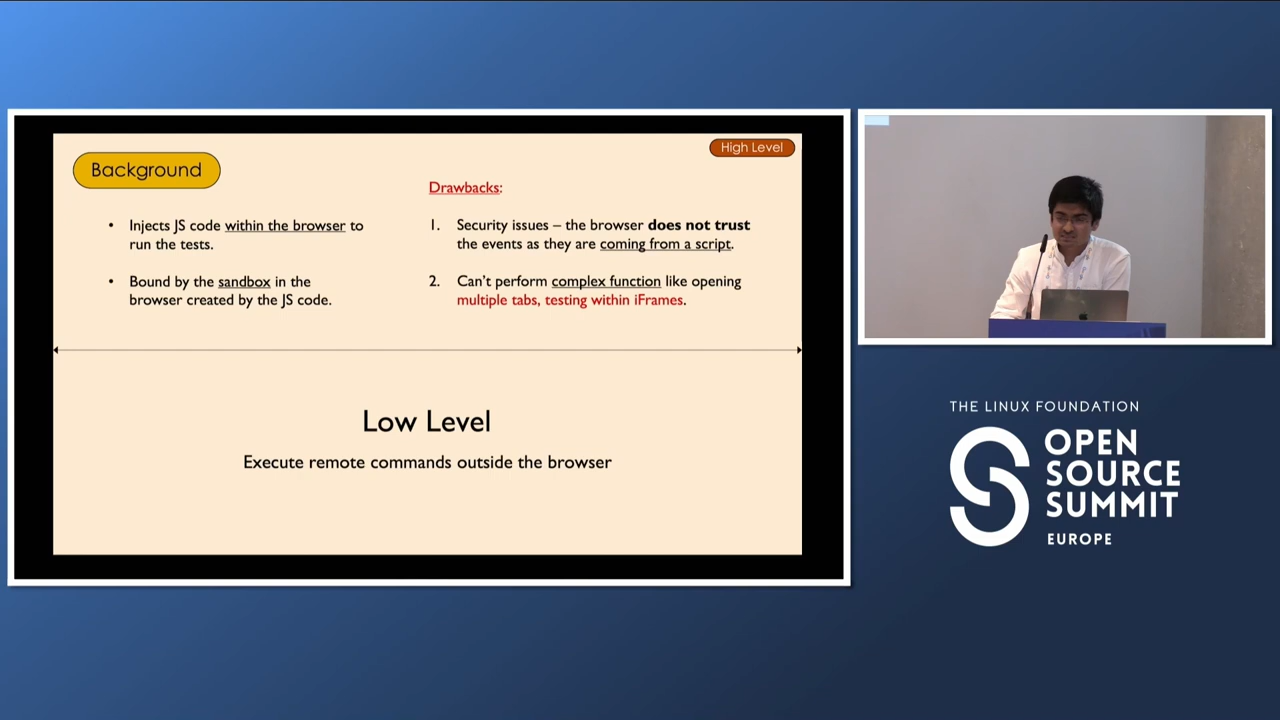 Background
High Level
• Injects JS code within the browser to
run the tests.
• Bound by the sandbox in the
browser created by the JS code.
Drawbacks:
1. Security issues – the browser does not trust
the events as they are coming from a script.
2. Can't perform complex function like opening
multiple tabs, testing within iFrames.
Low Level
Execute remote commands outside the browser
THE LINUX FOUNDATION
OPEN
SOURCE
SUMMIT
EUROPE